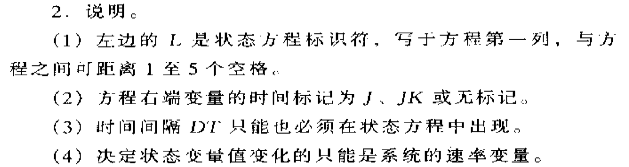 2. 说明。
(1) 左边的 L 是状态方程标识符，写于方程第一列，与方
程之间可距离 1 至 5 个空格。
(2) 方程右端变量的时间标记为 J、JK 或无标记。
(3) 时间间隔 DT 只能也必须在状态方程中出现。
(4) 决定状态变量值变化的只能是系统的速率变量。